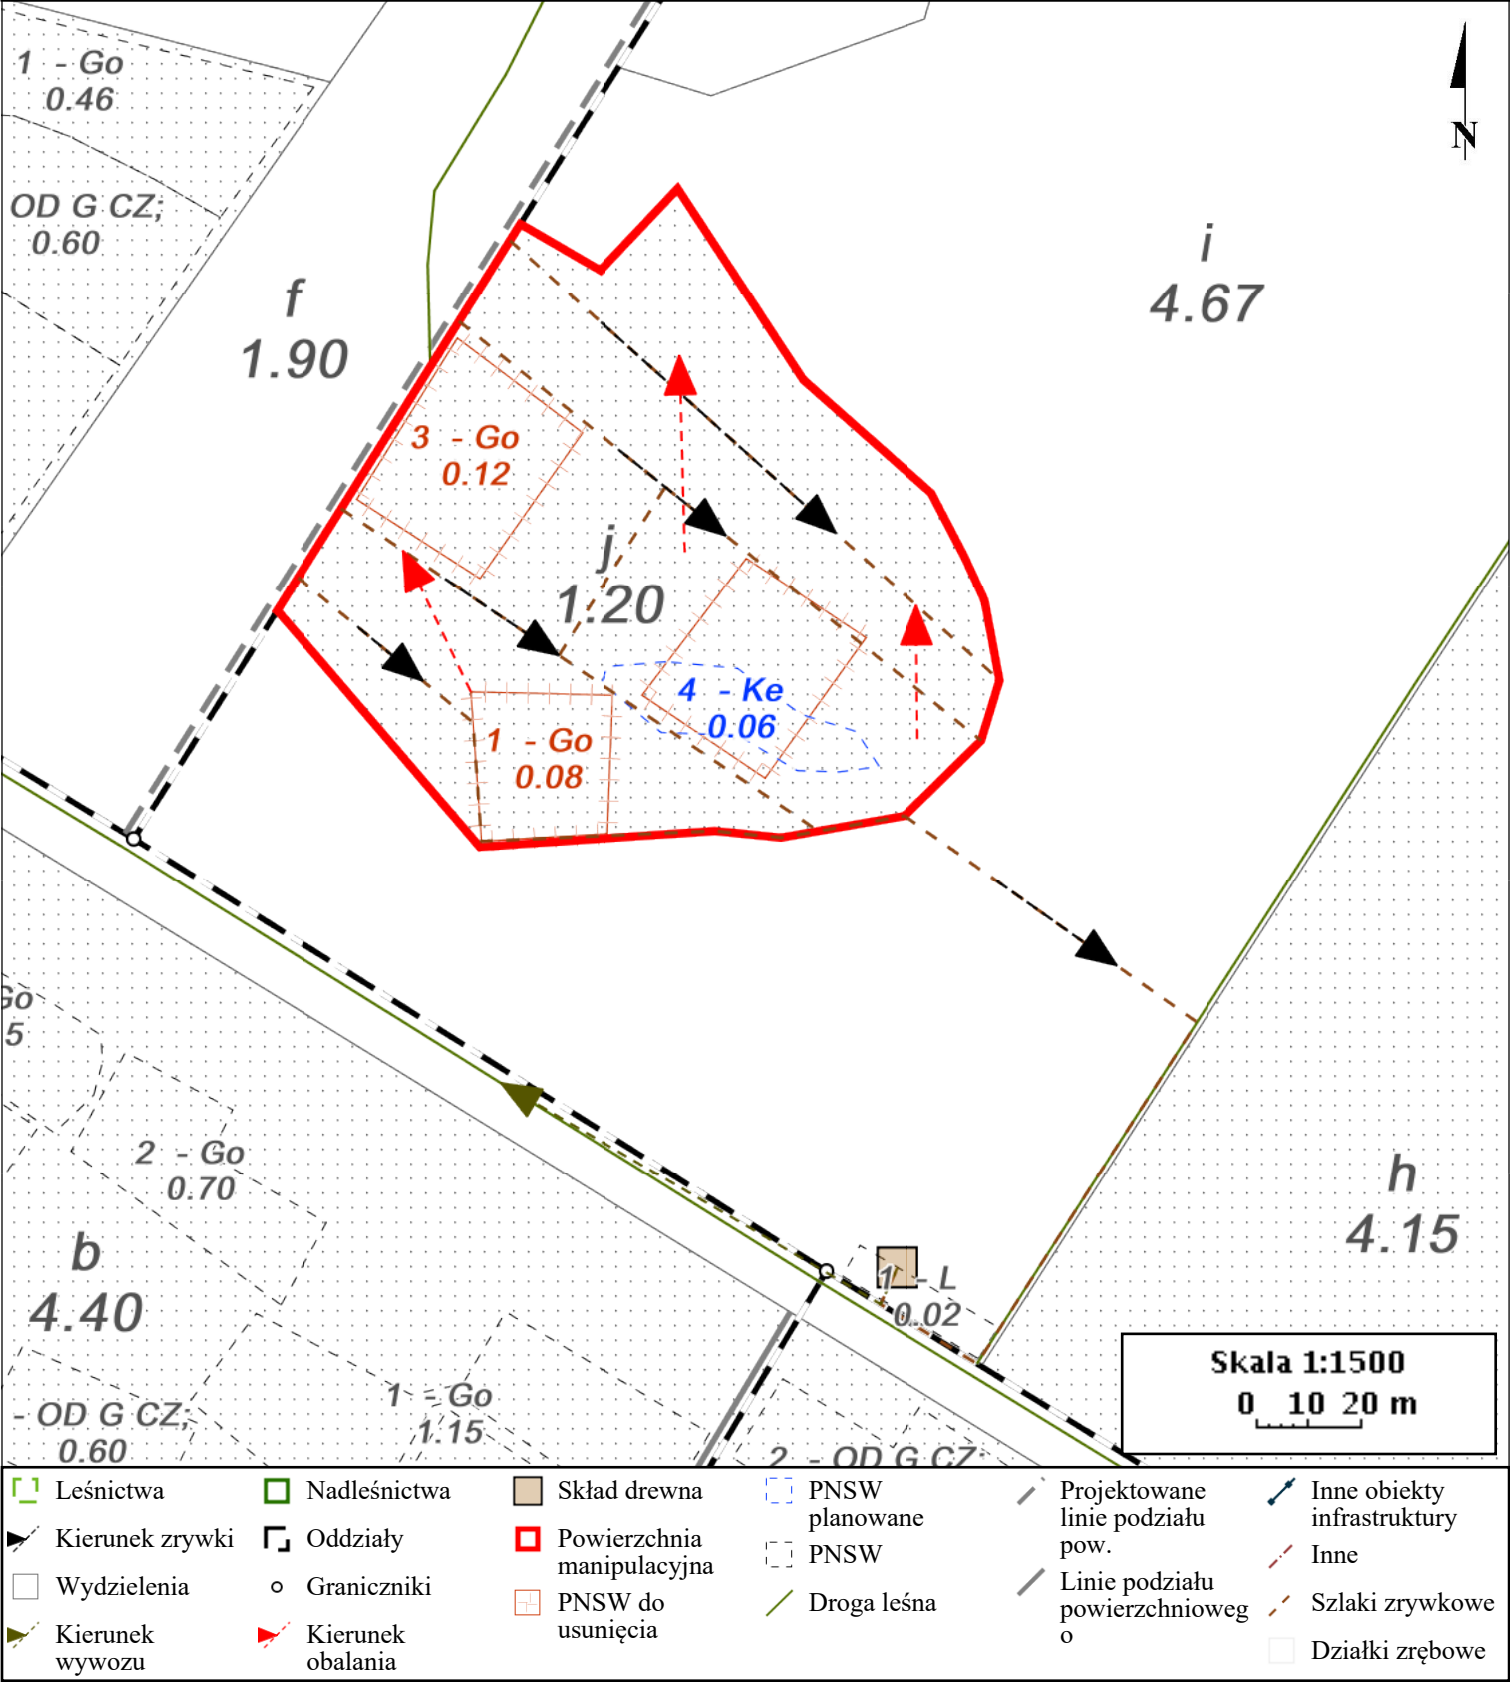 1 - Go
0.46
OD G CZ;
0.60
f
1.90
i
4.67
N
3 - Go
0.12
j
1.20
4 - Ke
0.06
1 - Go
0.08
Go
5
2 - Go
0.70
b
4.40
h
4.15
1 - L
0.02
1 - Go
1.15
- OD G CZ;
0.60
2 - OD G CZ;
Skala 1:1500
0 10 20 m
Leśnictwa
Kierunek zrywki
Wydzielenia
Kierunek
wywozu
Nadleśnictwa
Oddziały
Graniczniki
Kierunek
obalania
Skład drewna
Powierzchnia
manipulacyjna
PNSW do
usunięcia
PNSW
planowane
PNSW
Droga leśna
Projektowane
linie podziału
pow.
Linie podziału
powierzchnioweg
o
Inne obiekty
infrastruktury
Inne
Szlaki zrywkowe
Działki zrębowe